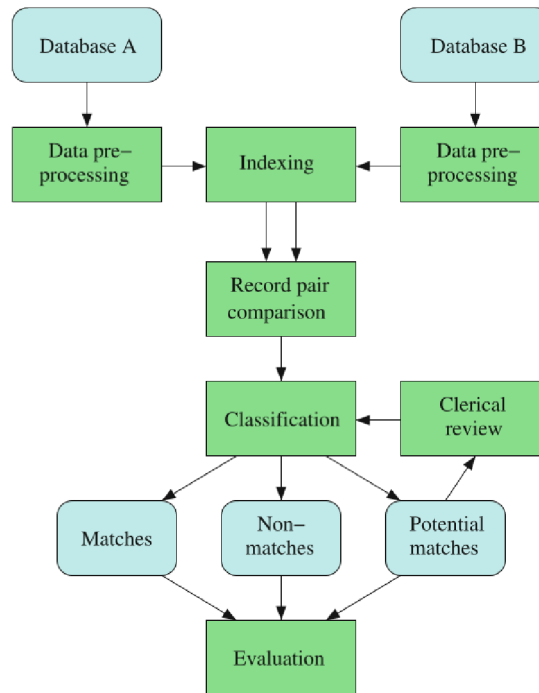 Database A
Database B
Data pre-
processing
Indexing
Data pre-
processing
Record pair
comparison
Classification
Clerical
review
Matches
Non-
matches
Potential
matches
Evaluation